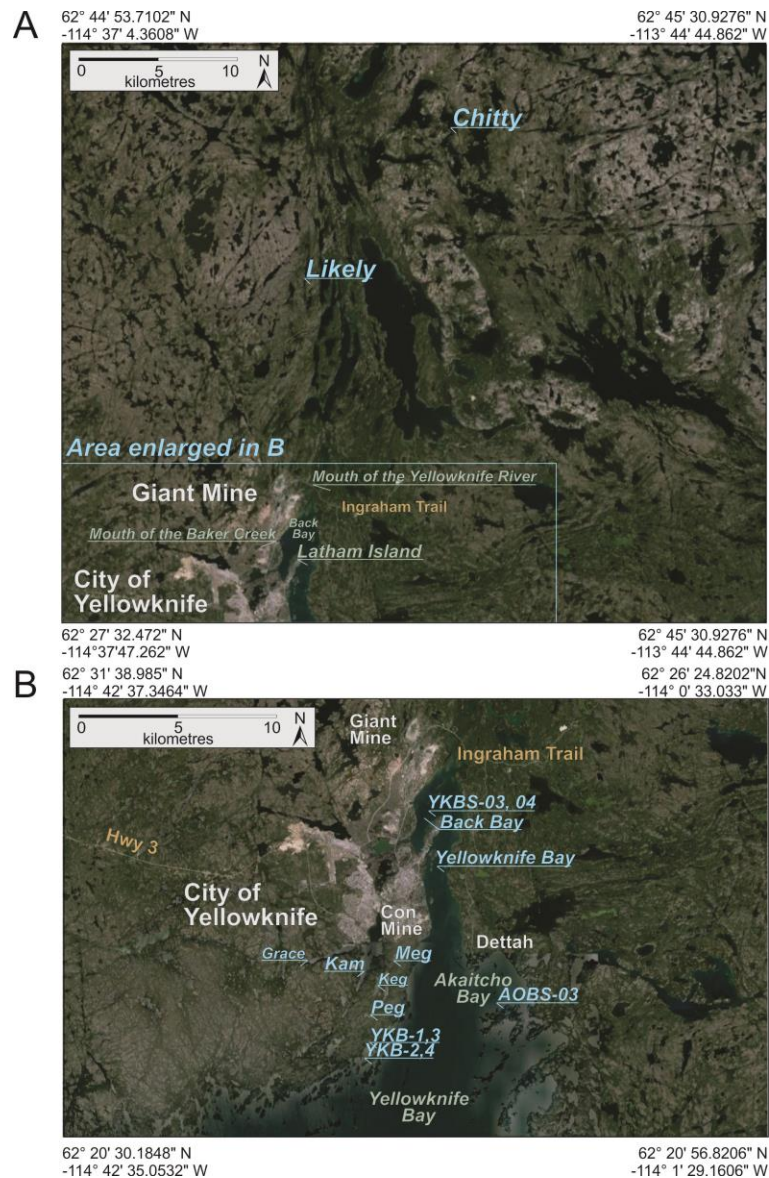 A
62° 44' 53.7102" N
-114° 37' 4.3608" W
62° 45' 30.9276" N
-113° 44' 44.862" W
0 5 10
kilometres
N
Chitty
Likely
Area enlarged in B
Mouth of the Yellowknife River
Giant Mine
Ingraham Trail
Back
Bay
Mouth of the Baker Creek
Latham Island
City of
Yellowknife
62° 27' 32.472" N
-114°37'47.262" W
62° 45' 30.9276" N
-113° 44' 44.862" W
B
62° 31' 38.985" N
-114° 42' 37.3464" W
62° 26' 24.8202"N
-114° 0' 33.033" W
0 5 10
kilometres
N
Giant
Mine
Ingraham Trail
YKBS-03, 04
Back Bay
Hwy 3
Yellowknife Bay
City of
Yellowknife
Con
Mine
Dettah
Grace
Kam
Meg
Keg
Akaitcho
Bay
AOBS-03
Peg
YKB-1,3
YKB-2,4
Yellowknife
Bay
62° 20' 30.1848" N
-114° 42' 35.0532" W
62° 20' 56.8206"N
-114° 1' 29.1606" W